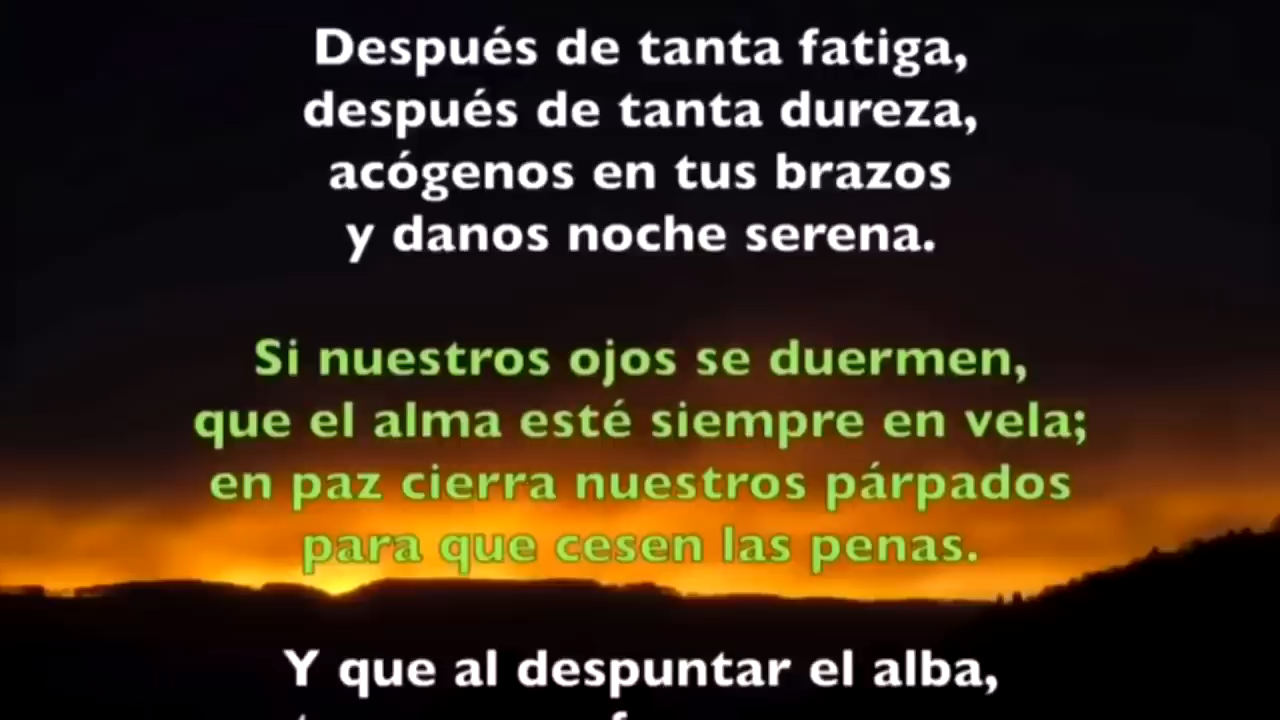 Después de tanta fatiga,
después de tanta dureza,
acógenos en tus brazos
y danos noche serena.
Si nuestros ojos se duermen,
que el alma esté siempre en vela;
en paz cierra nuestros párpados
para que cesen las penas.
Y que al despuntar el alba,